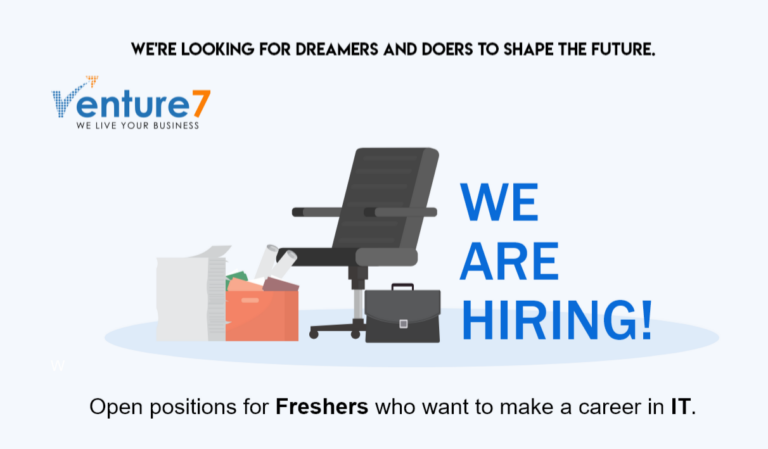 WE'RE LOOKING FOR DREAMERS AND DOERS TO SHAPE THE FUTURE.
Venture7
WE LIVE YOUR BUSINESS
WE
ARE
HIRING!
W
Open positions for Freshers who want to make a career in IT.